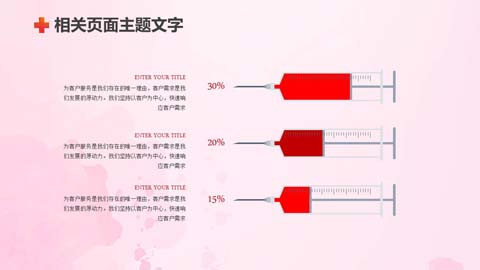 相关页面主题文字
ENTER YOUR TITLE
为客户服务是我们存在的唯一理由，客户需求是我
们发展的原动力。我们坚持以客户为中心，快速响
应客户需求
30%
ENTER YOUR TITLE
为客户服务是我们存在的唯一理由，客户需求是我
们发展的原动力。我们坚持以客户为中心，快速响
应客户需求
20%
ENTER YOUR TITLE
为客户服务是我们存在的唯一理由，客户需求是我
们发展的原动力。我们坚持以客户为中心，快速响
应客户需求
15%